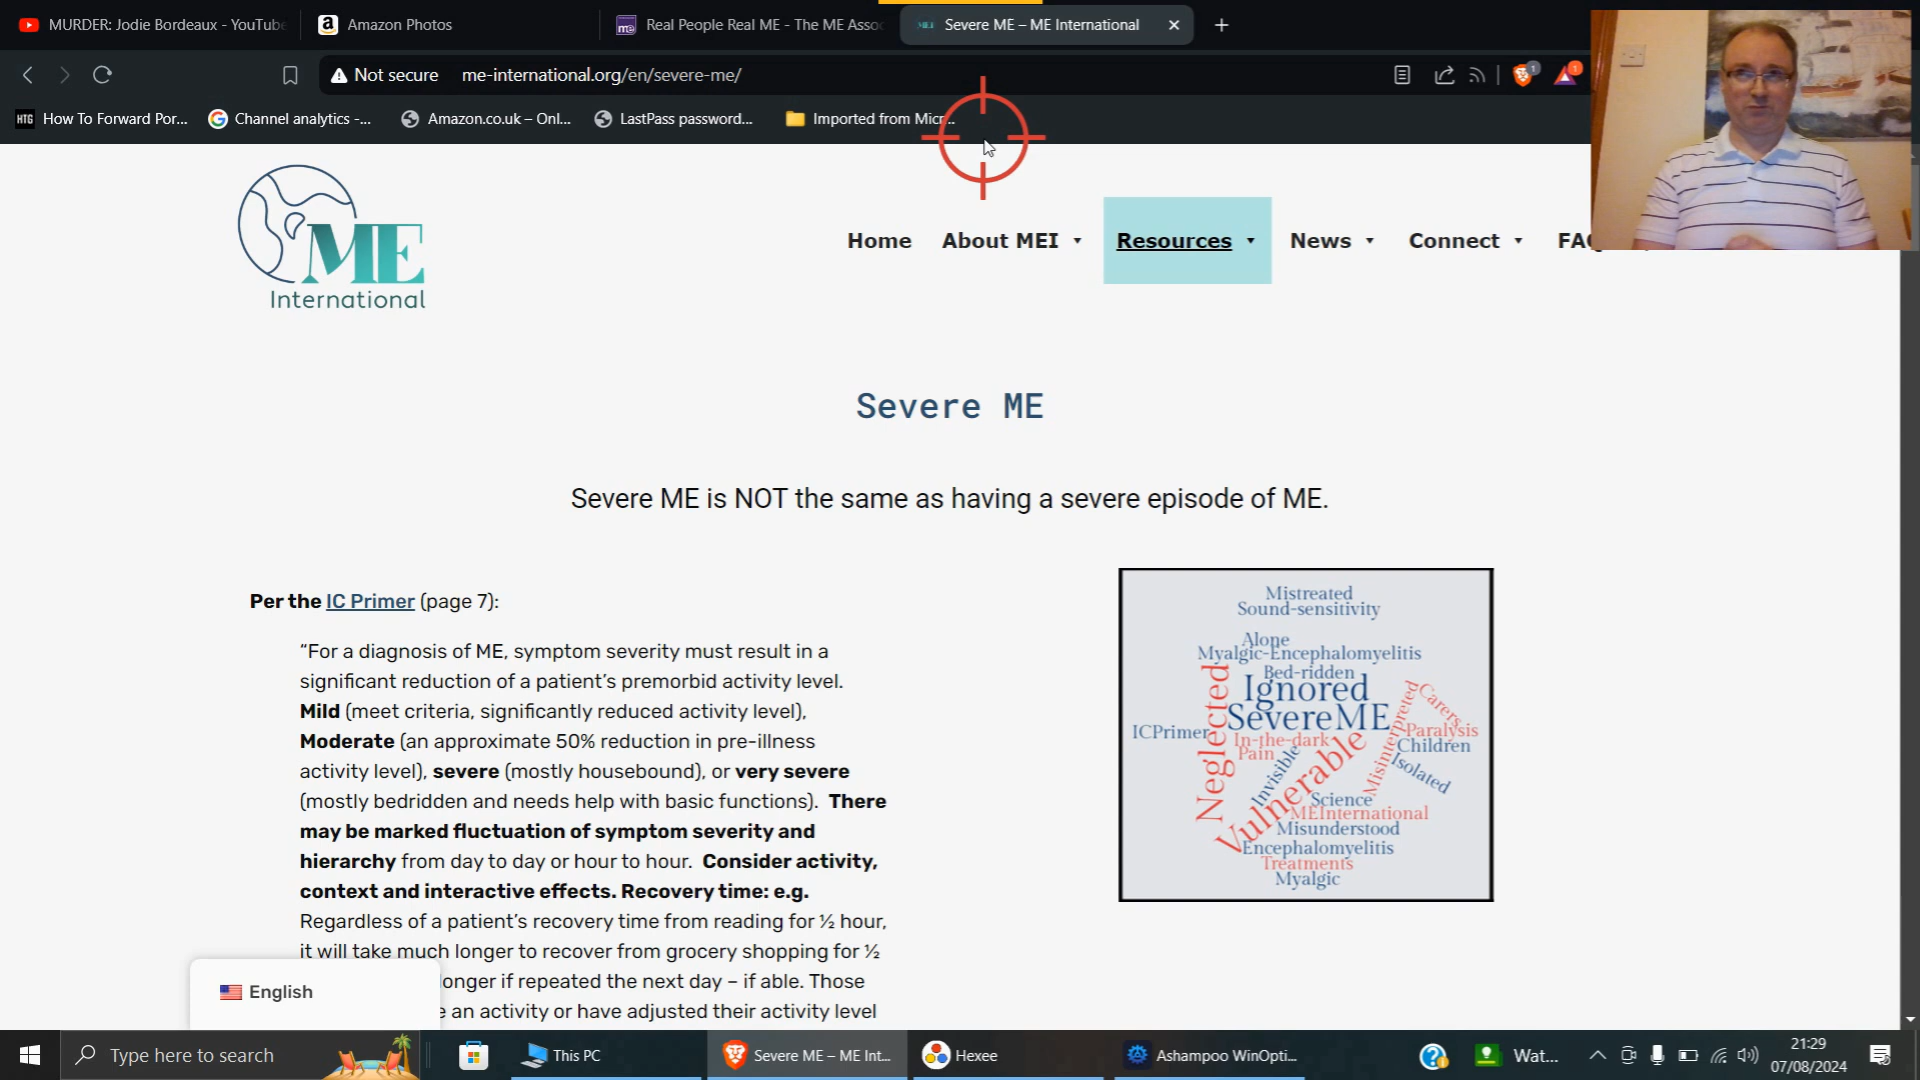 MURDER: Jodie Bordeaux - YouTube
Amazon Photos
Real People Real ME - The ME Assoc
Severe ME – ME International
Not secure
me-international.org/en/severe-me/
1
1
HTG
How To Forward Por...
Channel analytics -...
Amazon.co.uk – Onl...
LastPass password...
Imported from Micr...
ME
International
Home
About MEI
Resources
News
Connect
Severe ME
Severe ME is NOT the same as having a severe episode of ME.
Per the IC Primer (page 7):
“For a diagnosis of ME, symptom severity must result in a
significant reduction of a patient’s premorbid activity level.
Mild (meet criteria, significantly reduced activity level),
Moderate (an approximate 50% reduction in pre-illness
activity level), severe (mostly housebound), or very severe
(mostly bedridden and needs help with basic functions). There
may be marked fluctuation of symptom severity and
hierarchy from day to day or hour to hour. Consider activity,
context and interactive effects. Recovery time: e.g.
Regardless of a patient’s recovery time from reading for ½ hour,
it will take much longer to recover from grocery shopping for ½
longer if repeated the next day – if able. Those
an activity or have adjusted their activity level
Mistreated
Sound-sensitivity
Alone
Myalgic-Encephalomyelitis
Bed-ridden
Ignored
SevereME
Neglected
ICPrimer
In-the-dark
Pain
Invisible
Vulnerable
Misinterpreted
Carers
Paralysis
Children
Isolated
Science
MEInternational
Misunderstood
Encephalomyelitis
Treatments
Myalgic
English
Type here to search
This PC
Severe ME – ME Int...
Hexee
Ashampoo WinOpti...
Wat...
21:29
07/08/2024